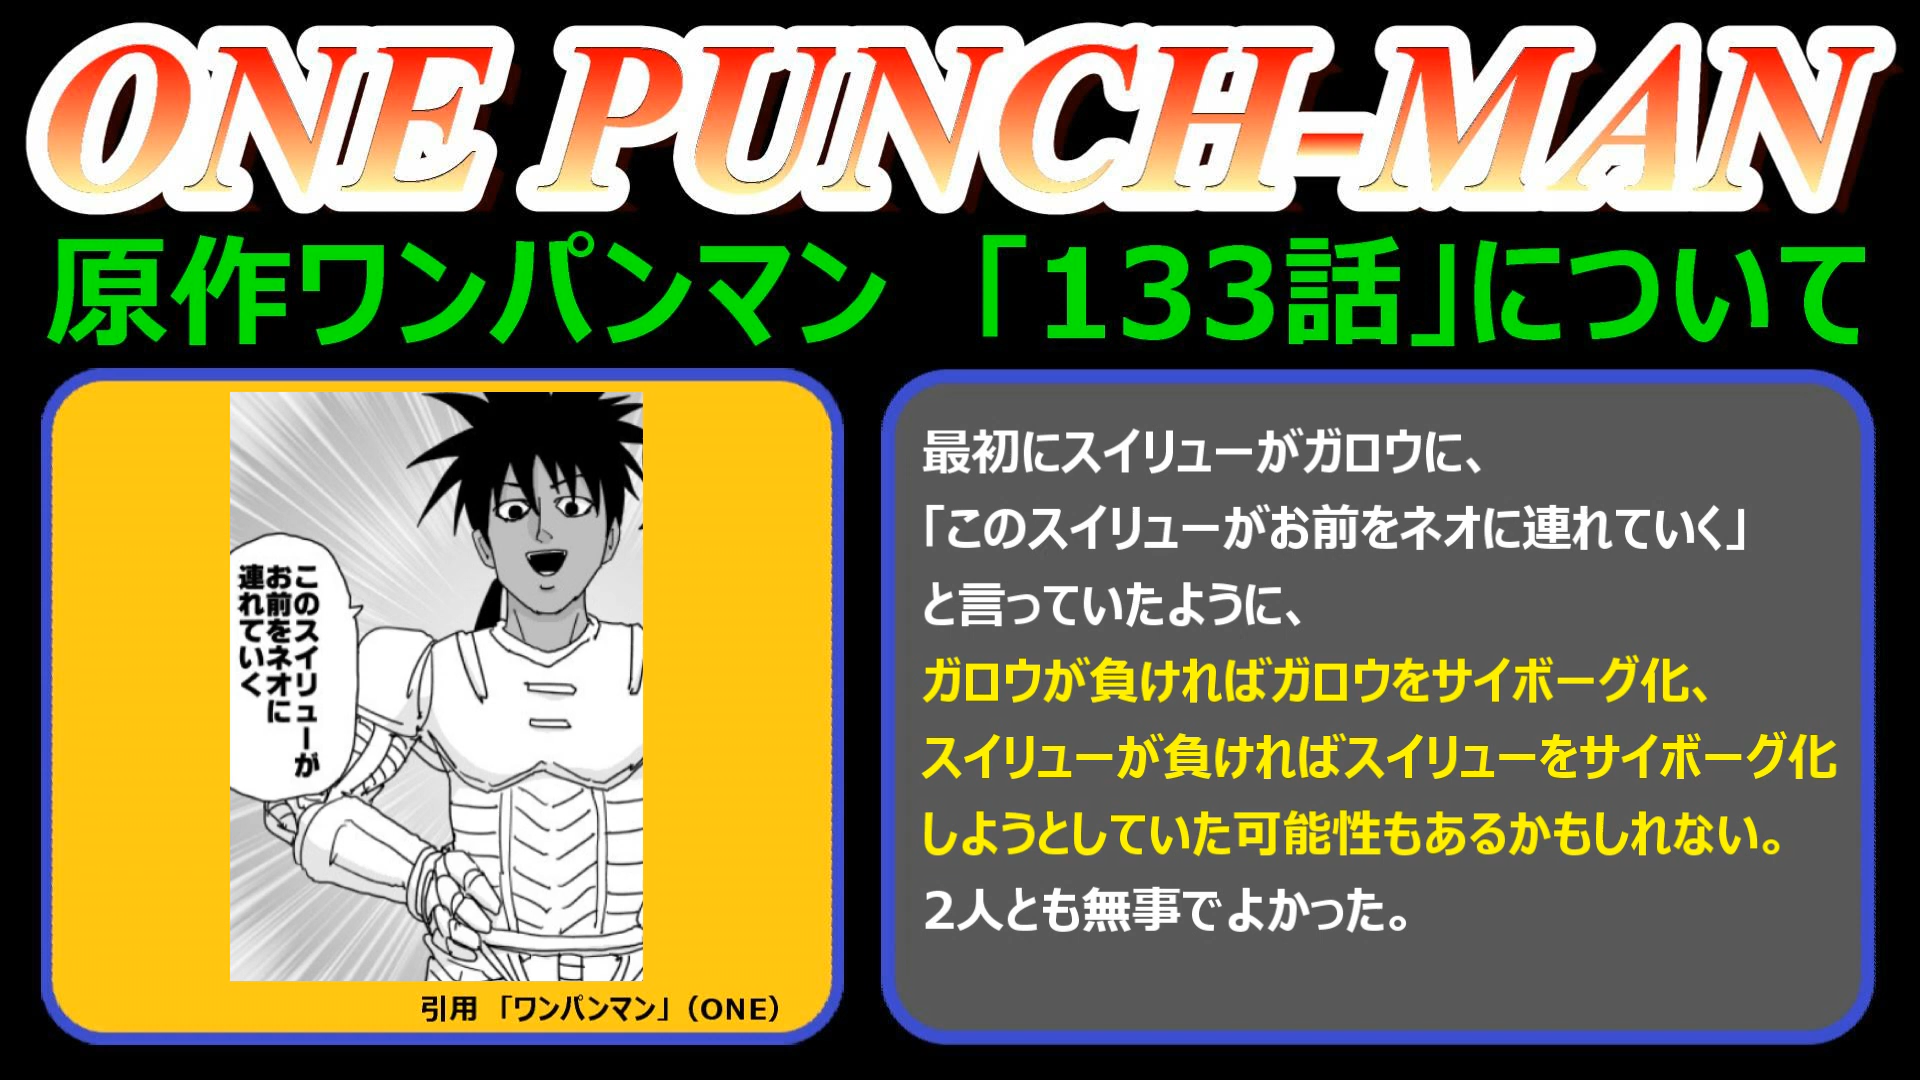 ONE PUNCH-MAN
原作ワンパンマン 「133話」について
このスイリューが
お前をネオに
連れていく
引用 「ワンパンマン」（ONE）
最初にスイリューがガロウに、
「このスイリューがお前をネオに連れていく」
と言っていたように、
ガロウが負ければガロウをサイボーグ化、
スイリューが負ければスイリューをサイボーグ化
しようとしていた可能性もあるかもしれない。
2人とも無事でよかった。